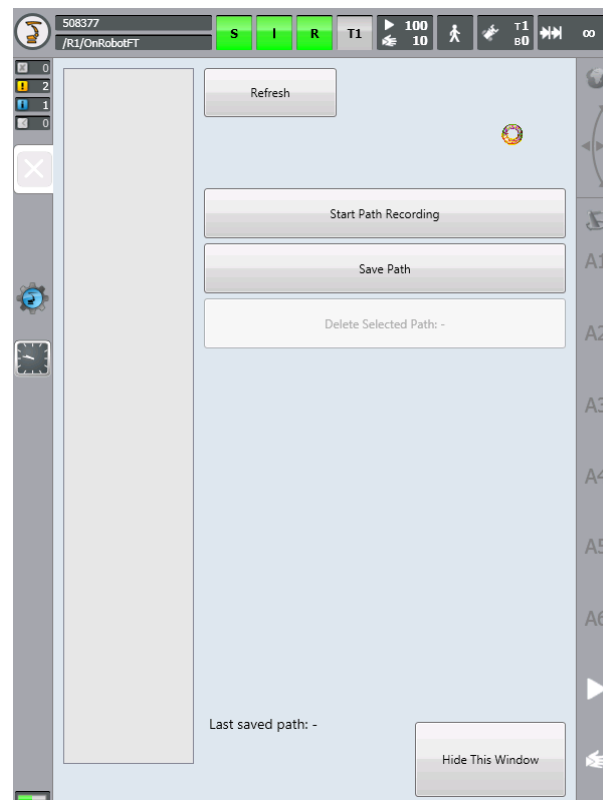 508377
/R1/OnRobotFT
S I R T1 100 10 T1 B0 ∞
0
2
1
0
Refresh
Start Path Recording
Save Path
Delete Selected Path: -
A1
A2
A3
A4
A5
A6
Last saved path: -
Hide This Window